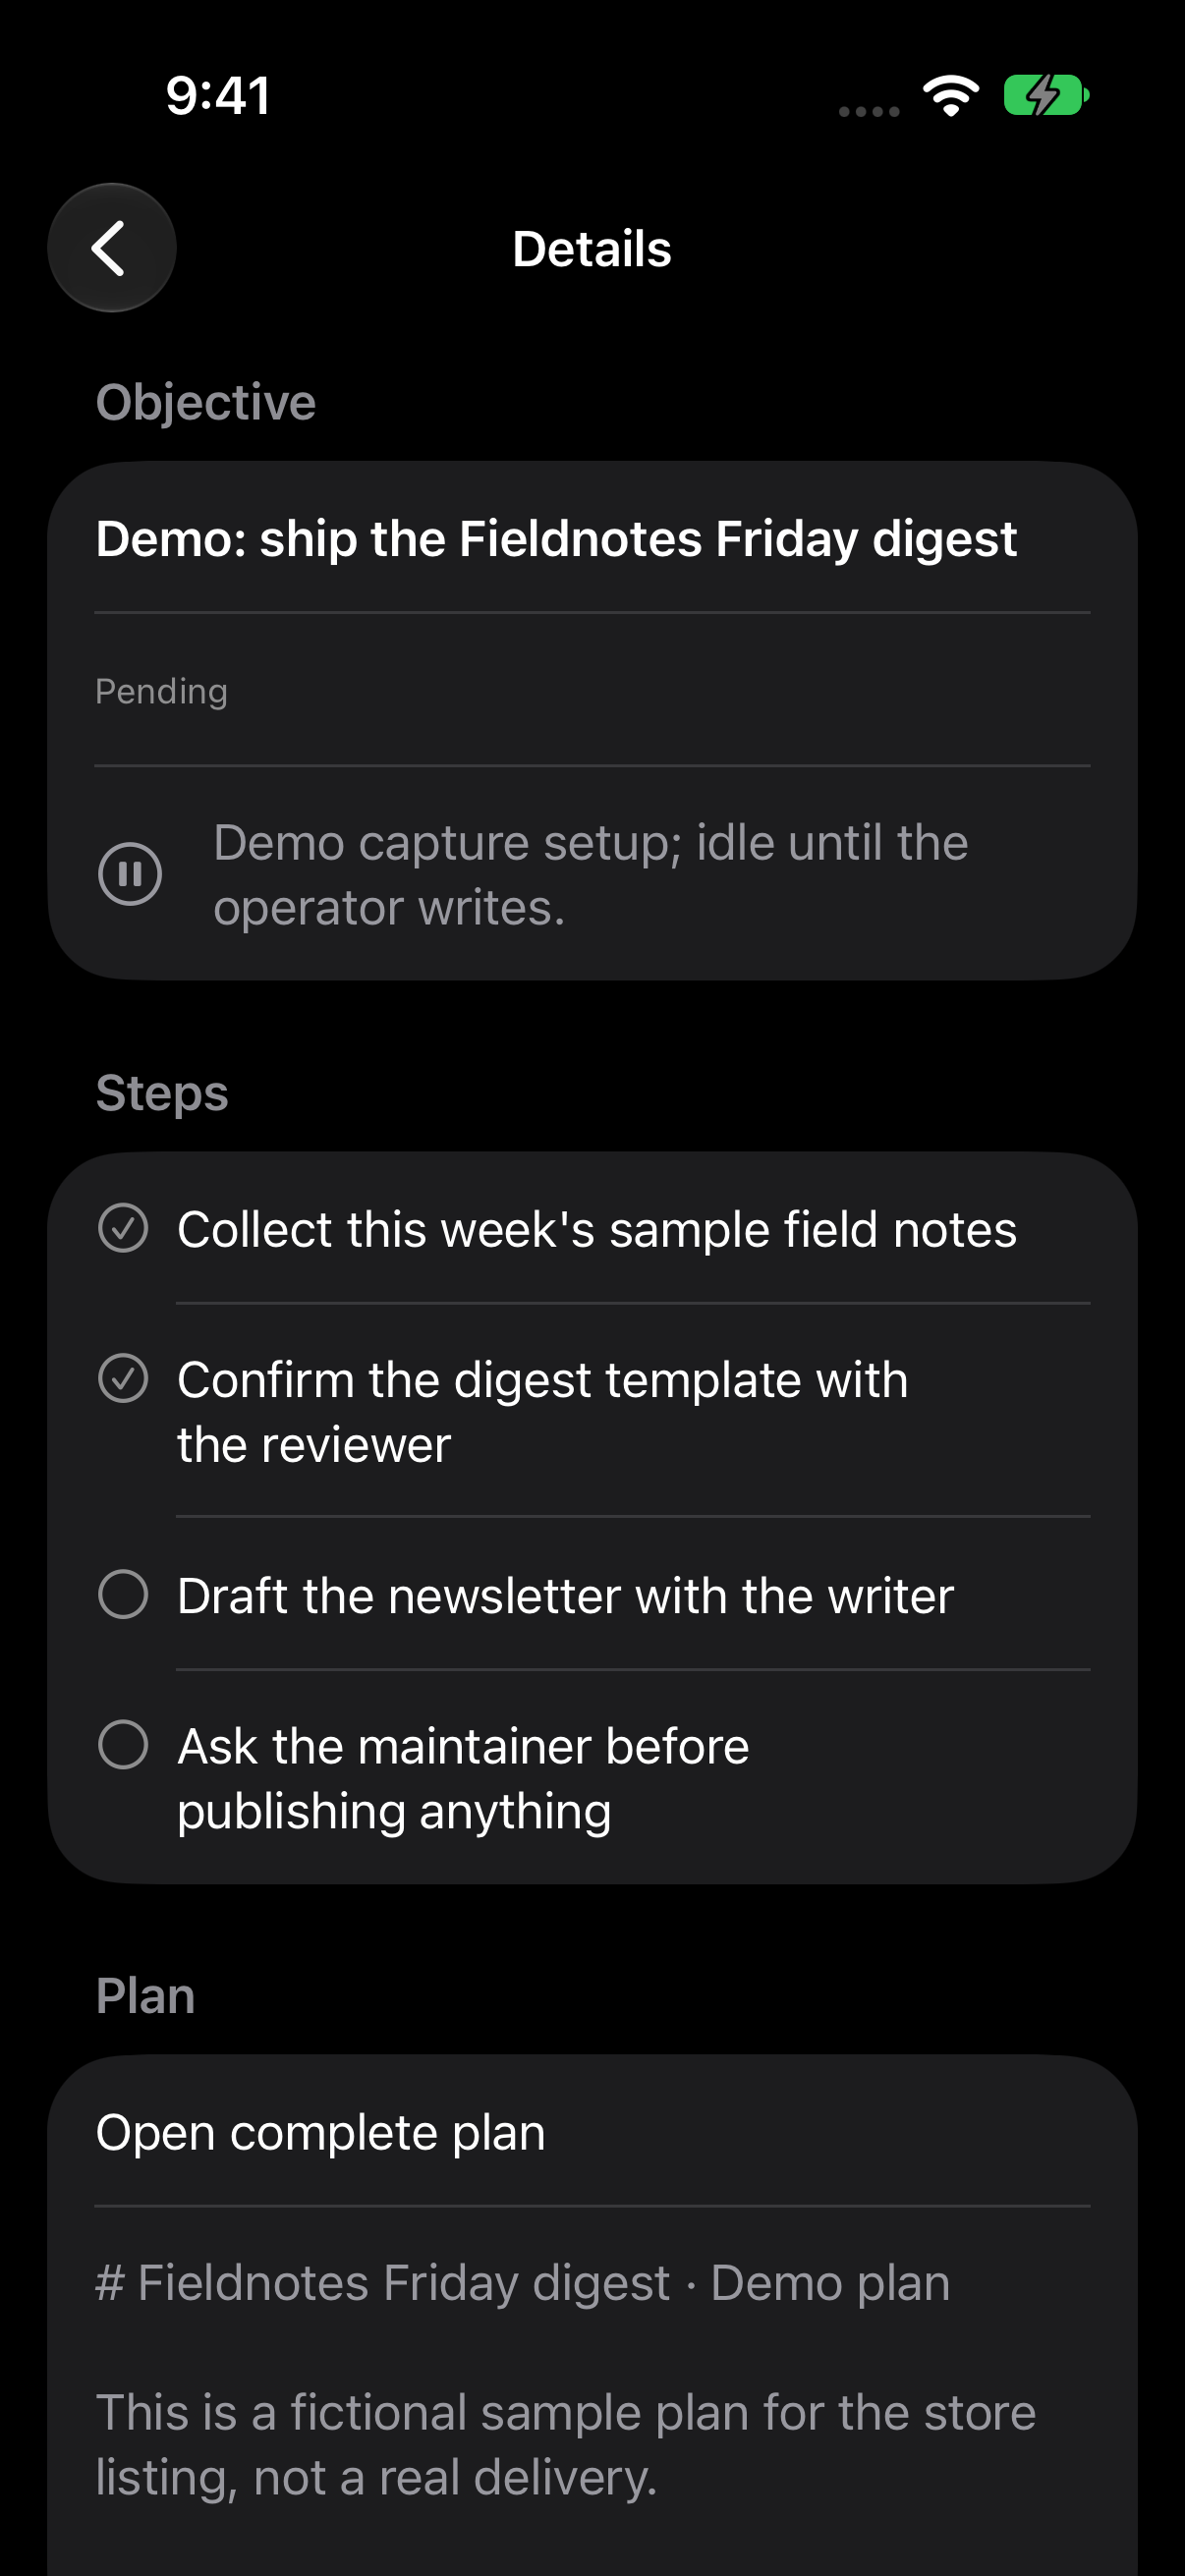 9:41
Details
Objective
Demo: ship the Fieldnotes Friday digest
Pending
Demo capture setup; idle until the
operator writes.
Steps
Collect this week's sample field notes
Confirm the digest template with
the reviewer
Draft the newsletter with the writer
Ask the maintainer before
publishing anything
Plan
Open complete plan
# Fieldnotes Friday digest · Demo plan
This is a fictional sample plan for the store
listing, not a real delivery.